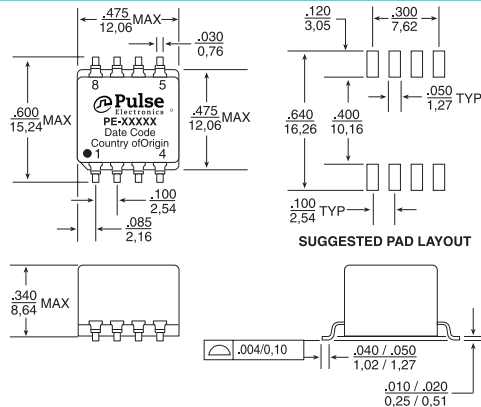 .475
12,06 MAX
.030
0,76
.120
3,05
.300
7,62
8 5
Pulse
Electronics
PE-XXXXX
Date Code
Country ofOrigin
1 4
.600
15,24 MAX
.475
12,06 MAX
.640
16,26
.400
10,16
.050
1,27 TYP
.100
2,54
.085
2,16
.100
2,54 TYP
SUGGESTED PAD LAYOUT
.340
8,64 MAX
.004/0,10
.040 / .050
1,02 / 1,27
.010 / .020
0,25 / 0,51